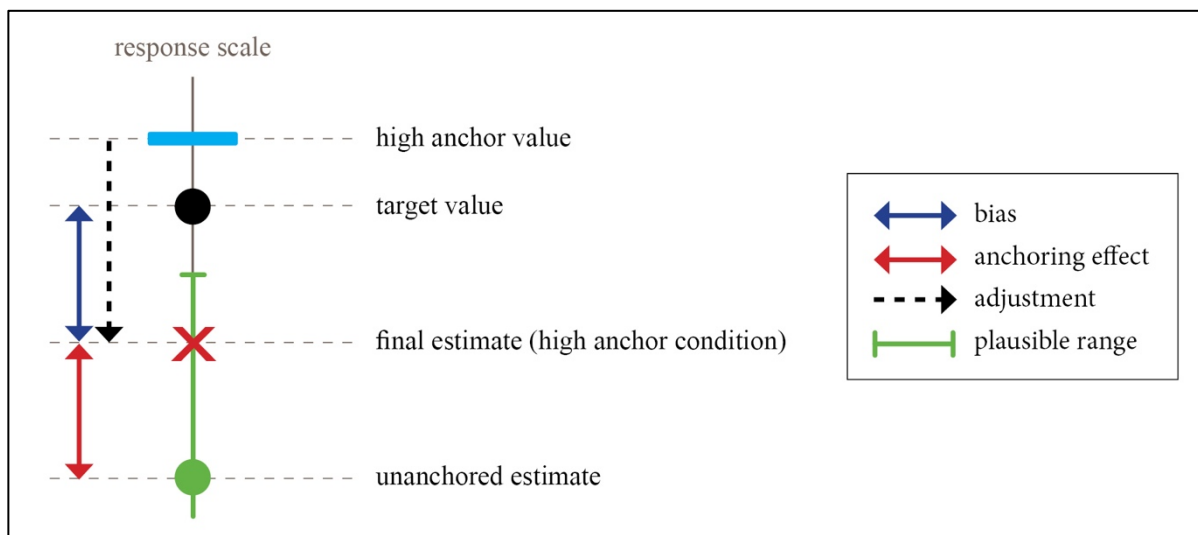 response scale
high anchor value
target value
final estimate (high anchor condition)
unanchored estimate
bias
anchoring effect
adjustment
plausible range